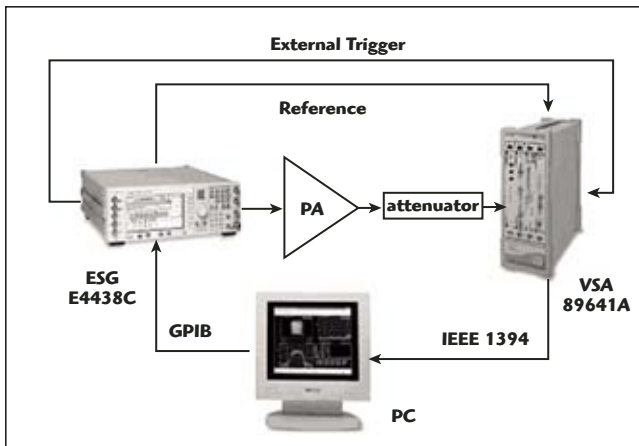 External Trigger
Reference
PA
attenuator
ESG
E4438C
VSA
89641A
GPIB
IEEE 1394
PC